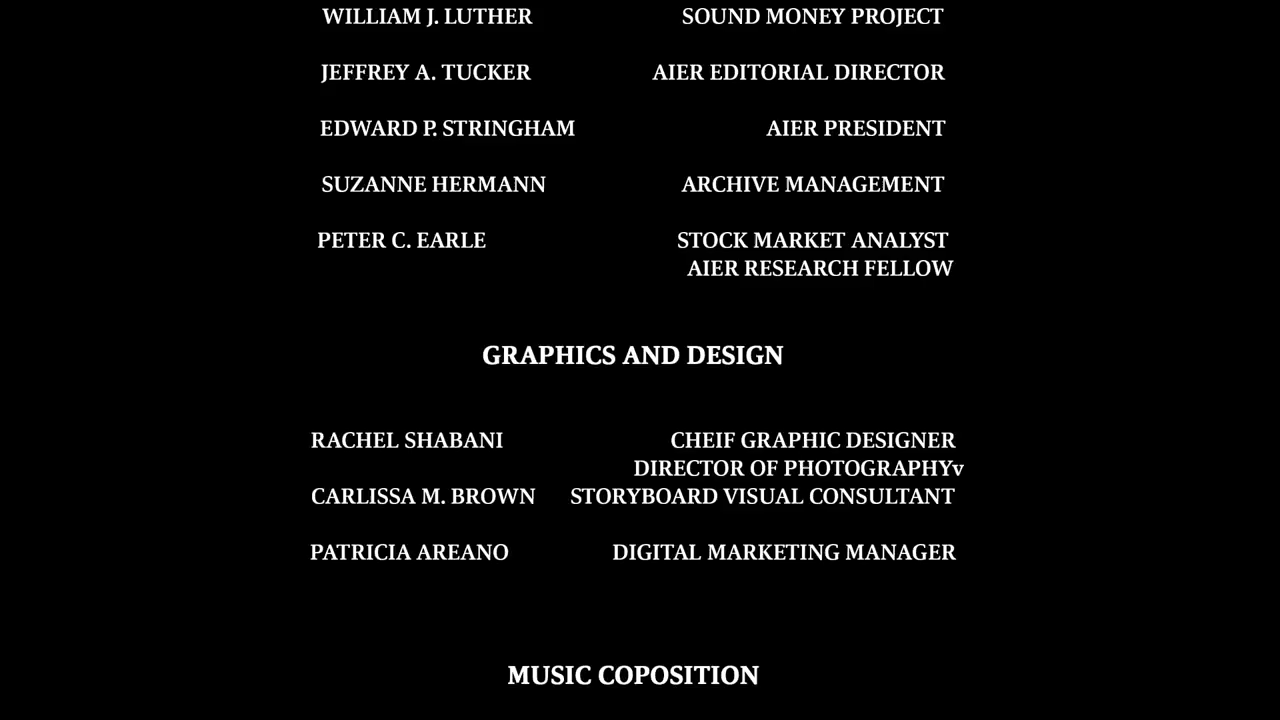 WILLIAM J. LUTHER SOUND MONEY PROJECT
JEFFREY A. TUCKER AIER EDITORIAL DIRECTOR
EDWARD P. STRINGHAM AIER PRESIDENT
SUZANNE HERMANN ARCHIVE MANAGEMENT
PETER C. EARLE STOCK MARKET ANALYST
AIER RESEARCH FELLOW
GRAPHICS AND DESIGN
RACHEL SHABANI CHEIF GRAPHIC DESIGNER
DIRECTOR OF PHOTOGRAPHYv
CARLISSA M. BROWN STORYBOARD VISUAL CONSULTANT
PATRICIA AREANO DIGITAL MARKETING MANAGER
MUSIC COPOSITION